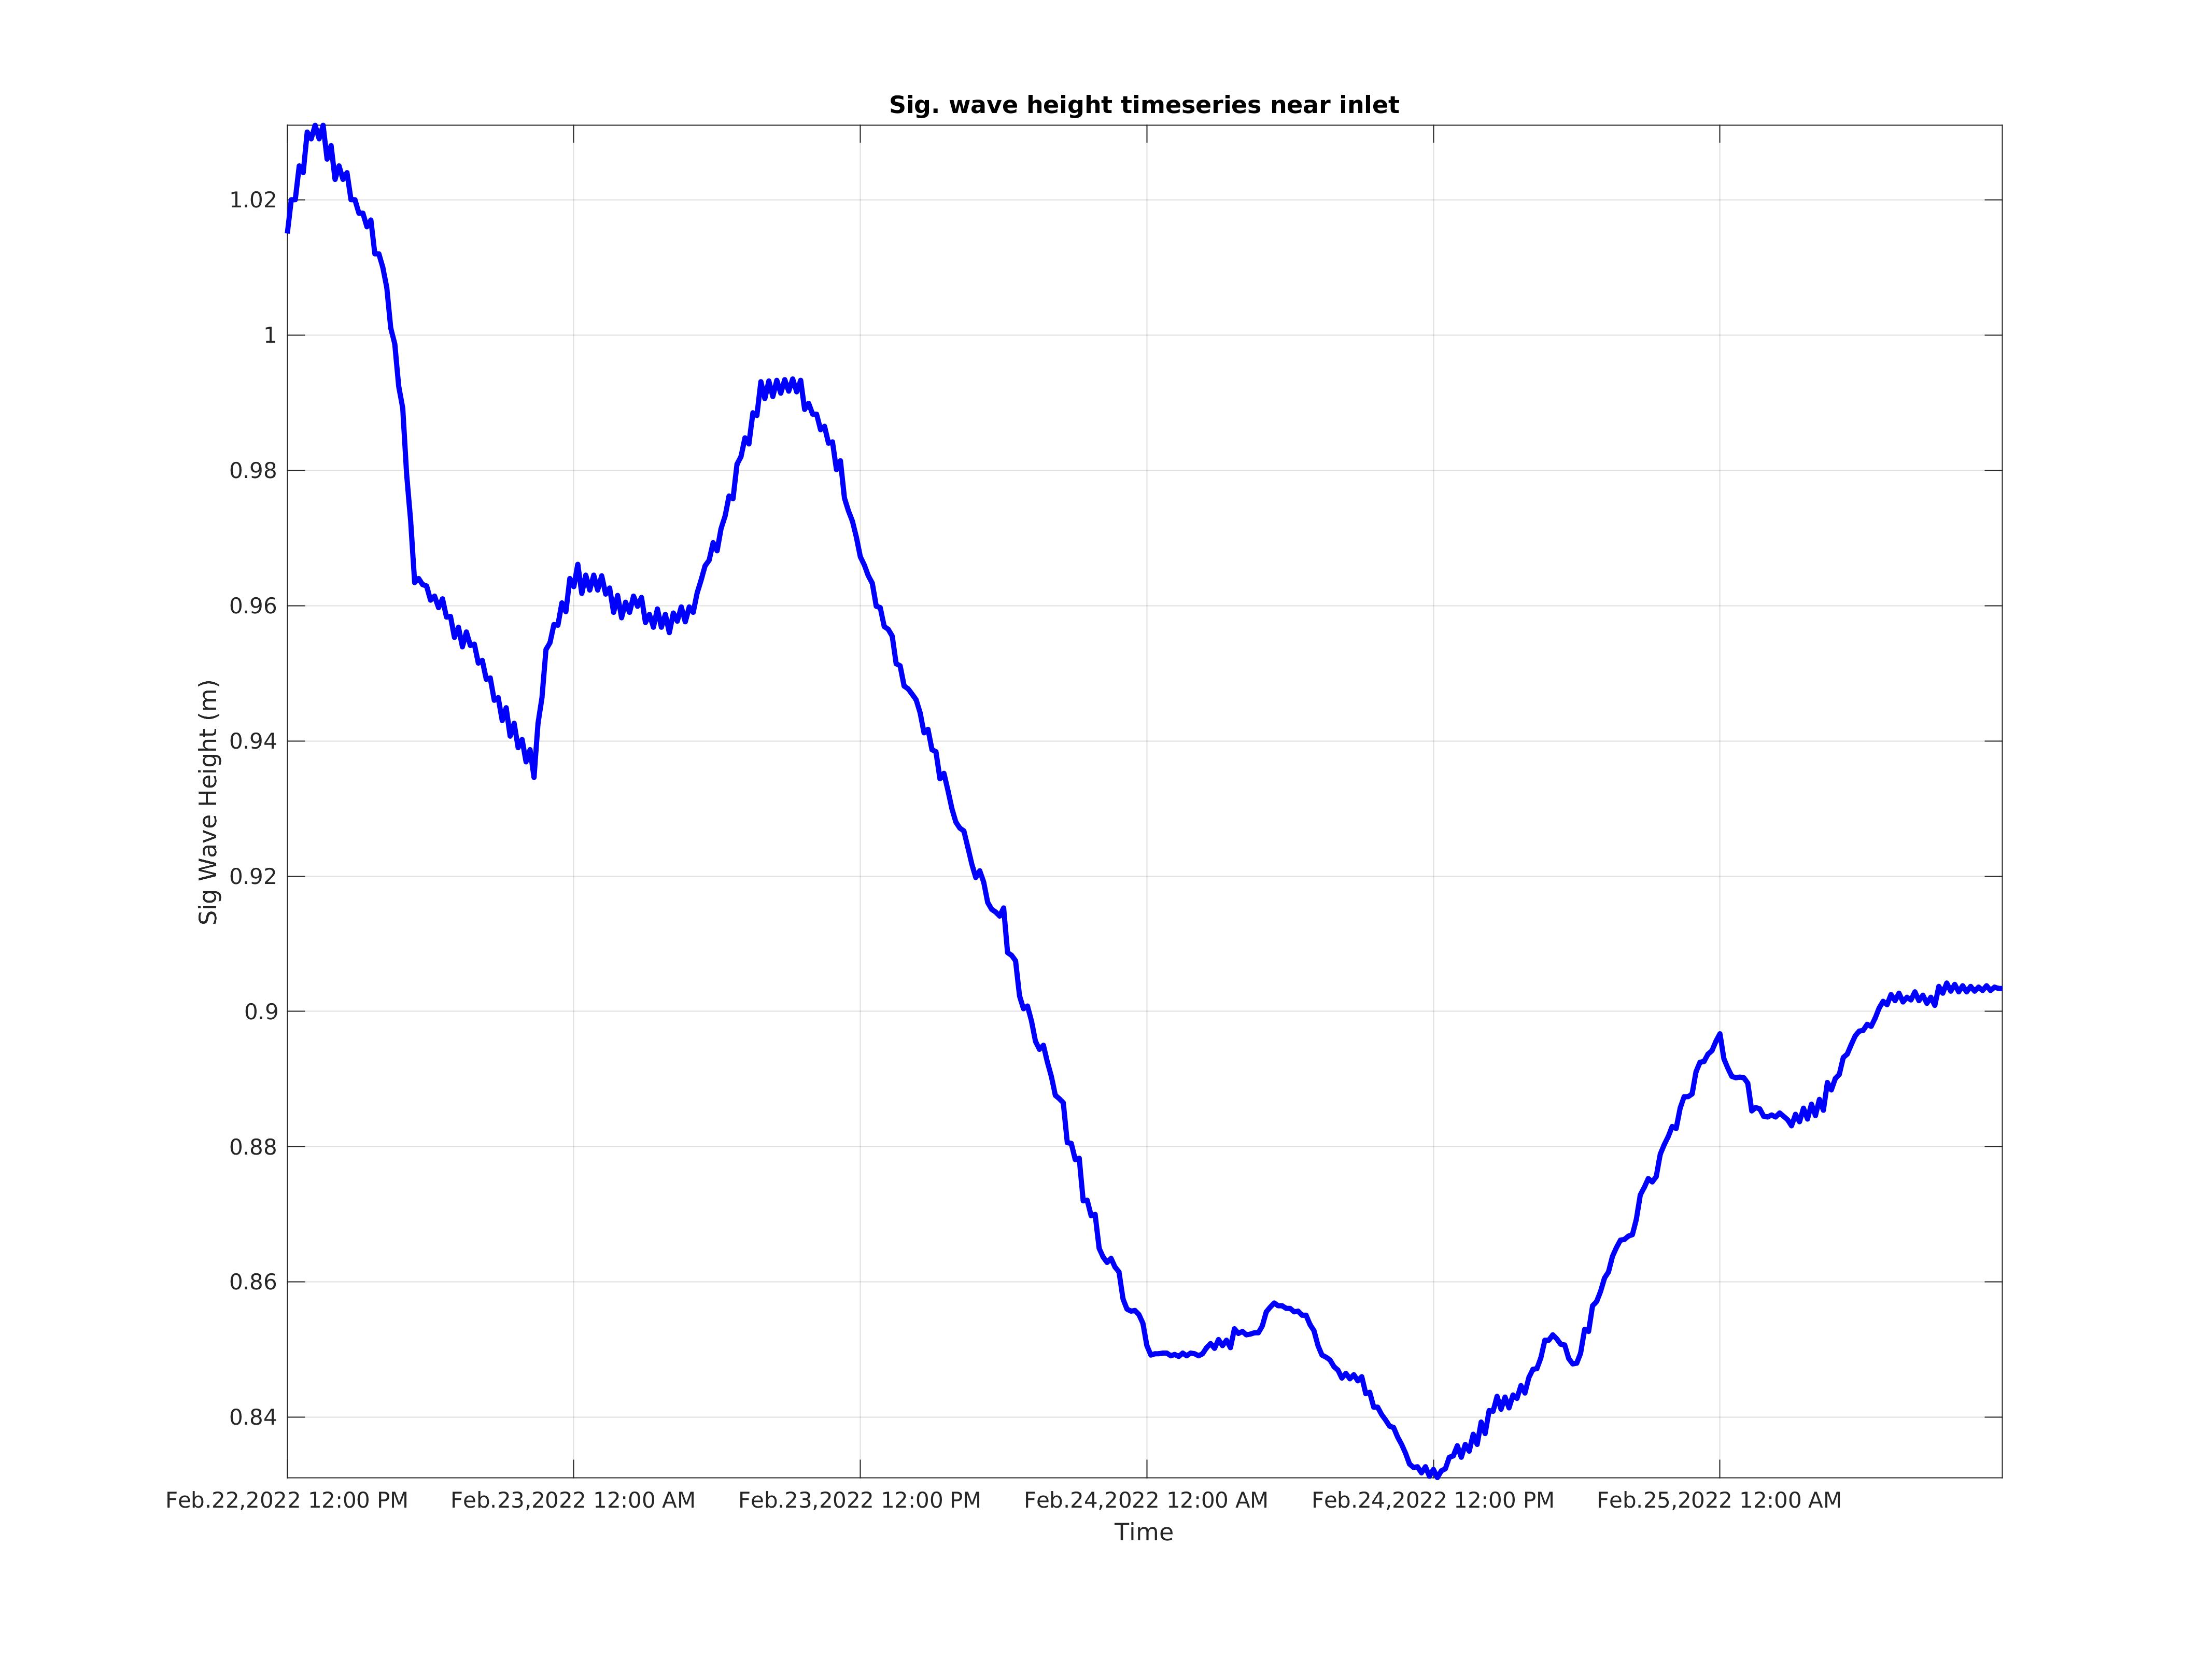 Sig. wave height timeseries near inlet
1.02
1
0.98
0.96
0.94
0.92
0.9
0.88
0.86
0.84
Sig Wave Height (m)
Feb.22,2022 12:00 PM
Feb.23,2022 12:00 AM
Feb.23,2022 12:00 PM
Feb.24,2022 12:00 AM
Feb.24,2022 12:00 PM
Feb.25,2022 12:00 AM
Time